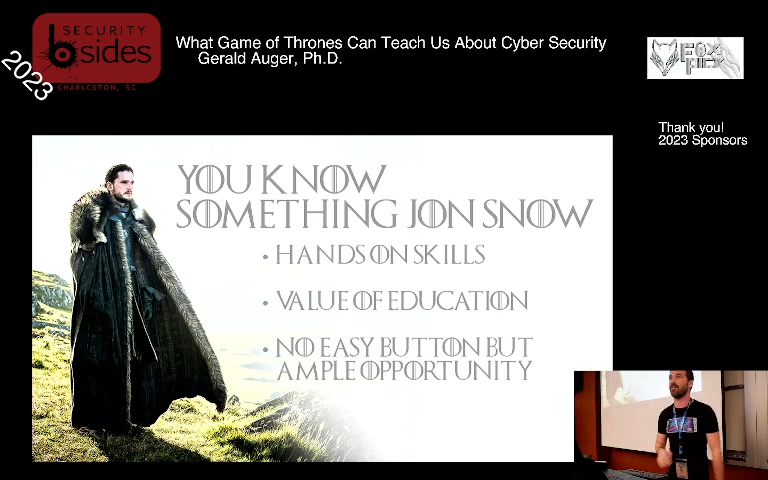 SECURITY
bsides
CHARLESTON, SC
2023
What Game of Thrones Can Teach Us About Cyber Security
Gerald Auger, Ph.D.
FOX
PICK
Thank you!
2023 Sponsors
YOU KNOW
SOMETHING JON SNOW
• HANDS ON SKILLS
• VALUE OF EDUCATION
• NO EASY BUTTON BUT
AMPLE OPPORTUNITY